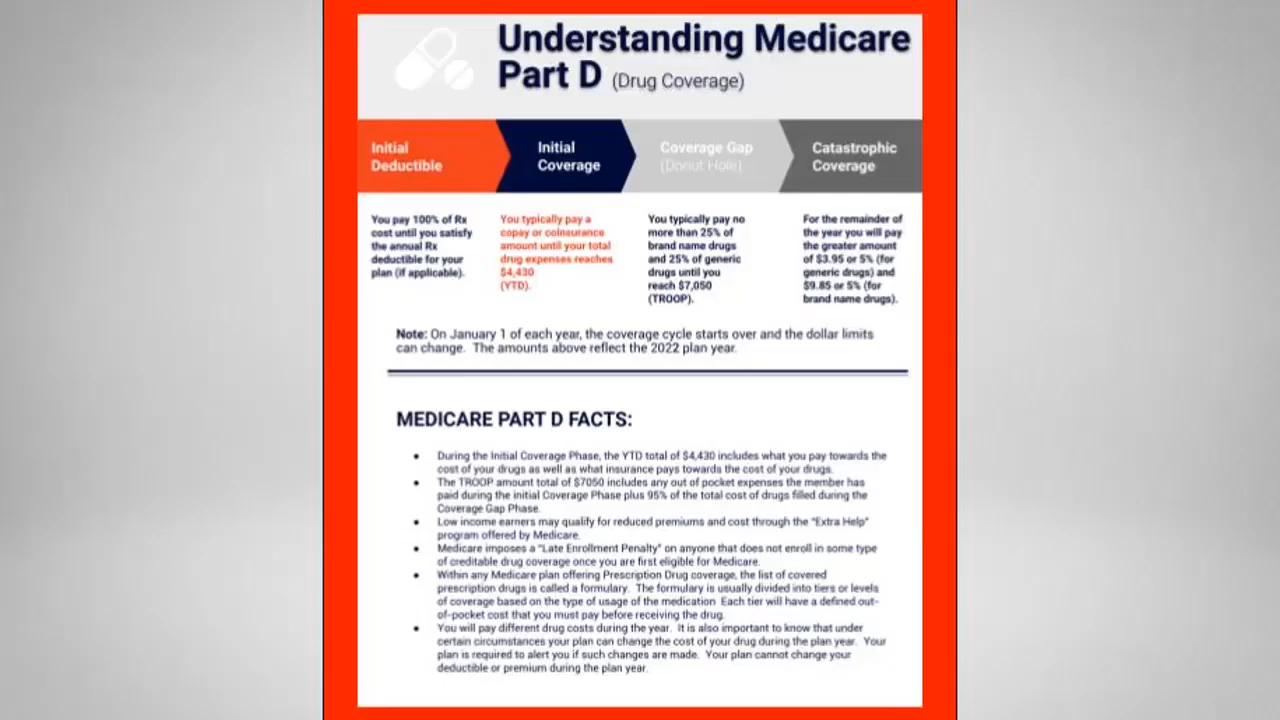 Understanding Medicare
Part D (Drug Coverage)
Initial
Deductible
Initial
Coverage
Coverage Gap
(Donut Hole)
Catastrophic
Coverage
You pay 100% of Rx
cost until you satisfy
the annual Rx
deductible for your
plan (if applicable).
You typically pay a
copay or coinsurance
amount until your total
drug expenses reaches
$4,430
(YTD).
You typically pay no
more than 25% of
brand name drugs
and 25% of generic
drugs until you
reach $7,050
(TROOP).
For the remainder of
the year you will pay
the greater amount
of $3.95 or 5% (for
generic drugs) and
$9.85 or 5% (for
brand name drugs).
Note: On January 1 of each year, the coverage cycle starts over and the dollar limits
can change. The amounts above reflect the 2022 plan year.
MEDICARE PART D FACTS:
• During the Initial Coverage Phase, the YTD total of $4,430 includes what you pay towards the
cost of your drugs as well as what insurance pays towards the cost of your drugs.
• The TROOP amount total of $7050 includes any out of pocket expenses the member has
paid during the initial Coverage Phase plus 95% of the total cost of drugs filled during the
Coverage Gap Phase.
• Low income earners may qualify for reduced premiums and cost through the "Extra Help"
program offered by Medicare.
• Medicare imposes a "Late Enrollment Penalty" on anyone that does not enroll in some type
of creditable drug coverage once you are first eligible for Medicare.
• Within any Medicare plan offering Prescription Drug coverage, the list of covered
prescription drugs is called a formulary. The formulary is usually divided into tiers or levels
of coverage based on the type of usage of the medication Each tier will have a defined out-
of-pocket cost that you must pay before receiving the drug.
• You will pay different drug costs during the year. It is also important to know that under
certain circumstances your plan can change the cost of your drug during the plan year. Your
plan is required to alert you if such changes are made. Your plan cannot change your
deductible or premium during the plan year.